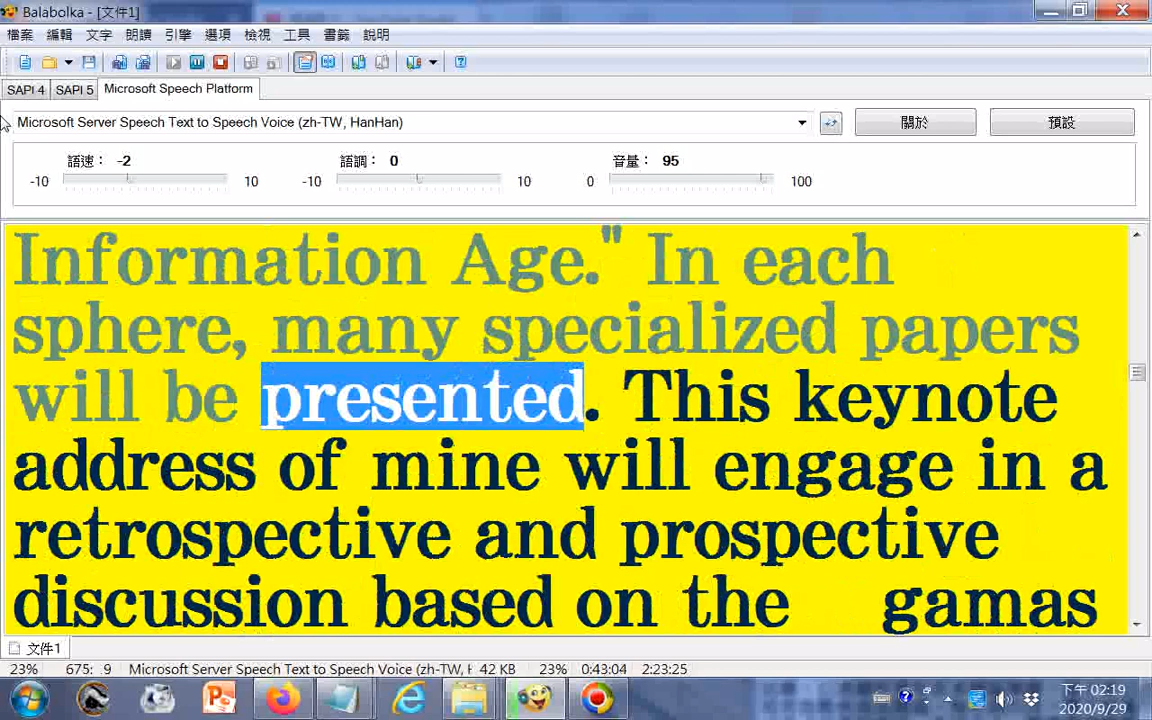 Balabolka - [文件1]
檔案 編輯 文字 朗讀 引擎 選項 檢視 工具 書籤 說明
SAPI 4 SAPI 5 Microsoft Speech Platform
Microsoft Server Speech Text to Speech Voice (zh-TW, HanHan) 關於 預設
語速： -2 語調： 0 音量： 95
-10 10 -10 10 0 100
Information Age." In each
sphere, many specialized papers
will be presented. This keynote
address of mine will engage in a
retrospective and prospective
discussion based on the gamas
文件1
23% 675: 9 Microsoft Server Speech Text to Speech Voice (zh-TW, 42 KB 23% 0:43:04 2:23:25
下午 02:19
2020/9/29